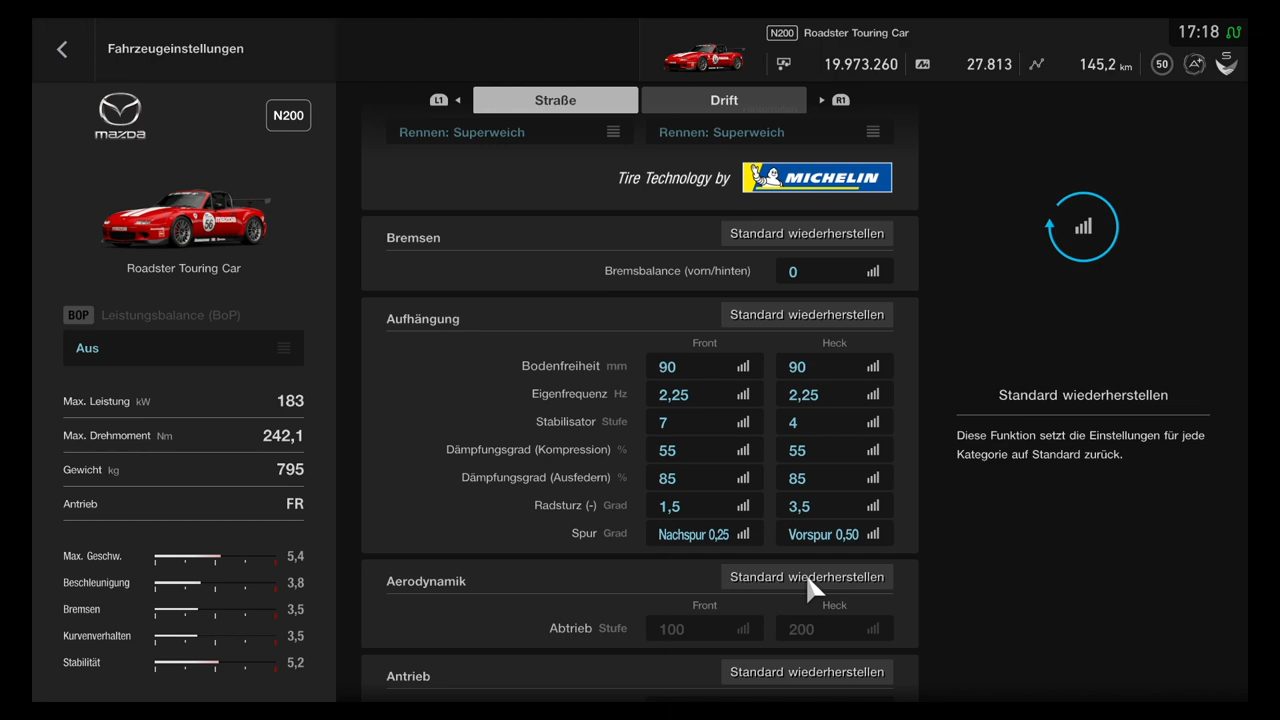 17:18
Fahrzeugeinstellungen
N200 Roadster Touring Car
19.973.260 27.813 145,2 km 50 A+ S
mazda
N200
Roadster Touring Car
BOP Leistungsbalance (BoP)
Aus
Max. Leistung kW 183
Max. Drehmoment Nm 242,1
Gewicht kg 795
Antrieb FR
Max. Geschw. 5,4
Beschleunigung 3,8
Bremsen 3,5
Kurvenverhalten 3,5
Stabilität 5,2
L1 Straße Drift R1
Rennen: Superweich Rennen: Superweich
Tire Technology by MICHELIN
Bremsen Standard wiederherstellen
Bremsbalance (vorn/hinten) 0
Aufhängung Standard wiederherstellen
Front Heck
Bodenfreiheit mm 90 90
Eigenfrequenz Hz 2,25 2,25
Stabilisator Stufe 7 4
Dämpfungsgrad (Kompression) % 55 55
Dämpfungsgrad (Ausfedern) % 85 85
Radsturz (-) Grad 1,5 3,5
Spur Grad Nachspur 0,25 Vorspur 0,50
Aerodynamik Standard wiederherstellen
Front Heck
Abtrieb Stufe 100 200
Antrieb Standard wiederherstellen
Standard wiederherstellen
Diese Funktion setzt die Einstellungen für jede
Kategorie auf Standard zurück.